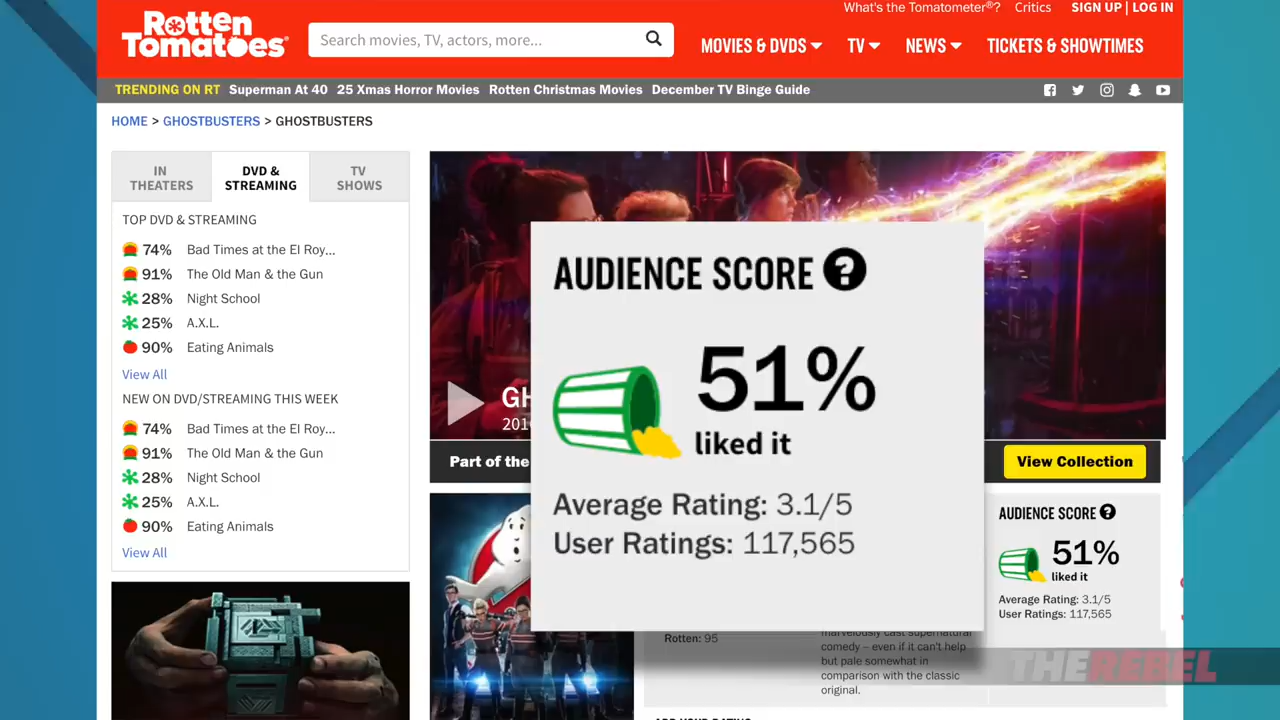 What's the Tomatometer®? Critics SIGN UP | LOG IN
Rotten
Tomatoes®
Search movies, TV, actors, more...
MOVIES & DVDS TV NEWS TICKETS & SHOWTIMES
TRENDING ON RT Superman At 40 25 Xmas Horror Movies Rotten Christmas Movies December TV Binge Guide
HOME > GHOSTBUSTERS > GHOSTBUSTERS
IN
THEATERS
DVD &
STREAMING
TV
SHOWS
TOP DVD & STREAMING
74% Bad Times at the El Roy...
91% The Old Man & the Gun
28% Night School
25% A.X.L.
90% Eating Animals
View All
NEW ON DVD/STREAMING THIS WEEK
74% Bad Times at the El Roy...
91% The Old Man & the Gun
28% Night School
25% A.X.L.
90% Eating Animals
View All
GH
201
Part of the
View Collection
AUDIENCE SCORE ?
51%
liked it
Average Rating: 3.1/5
User Ratings: 117,565
AUDIENCE SCORE ?
51%
liked it
Average Rating: 3.1/5
User Ratings: 117,565
Rotten: 95
marvelously cast supernatural
comedy – even if it can't help
but pale somewhat in
comparison with the classic
original.
ADD YOUR RATING
THE REBEL